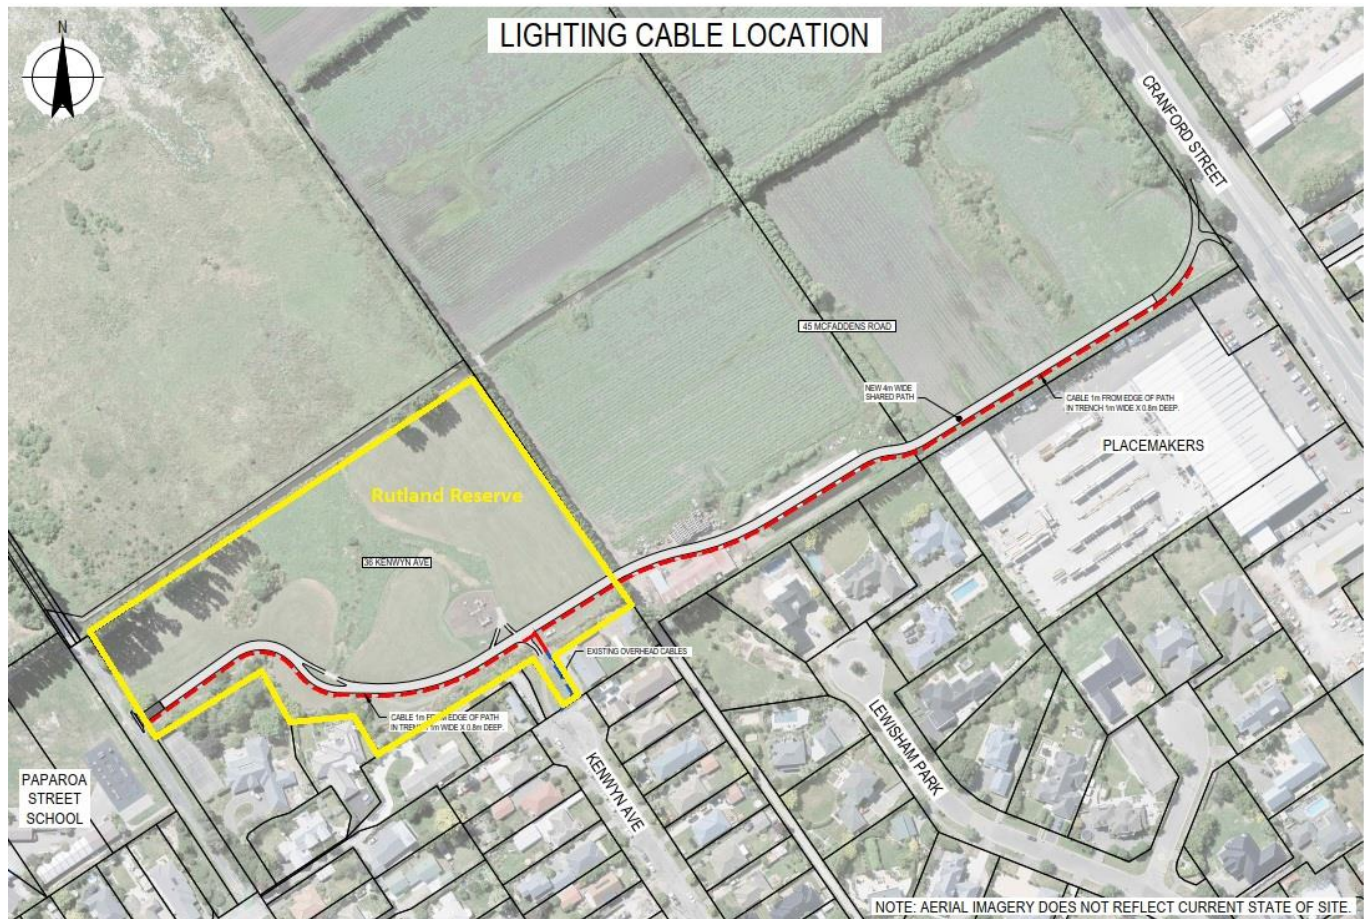 LIGHTING CABLE LOCATION
N
CRANFORD STREET
45 MCFADDENS ROAD
NEW 4m WIDE
SHARED PATH
CABLE 1m FROM EDGE OF PATH
IN TRENCH 1m WIDE X 0.8m DEEP.
PLACEMAKERS
Rutland Reserve
36 KENWYN AVE
EXISTING OVERHEAD CABLES
CABLE 1m FROM EDGE OF PATH
IN TRENCH 1m WIDE X 0.8m DEEP.
LEWISHAM PARK
KENWYN AVE
PAPAROA
STREET
SCHOOL
NOTE: AERIAL IMAGERY DOES NOT REFLECT CURRENT STATE OF SITE.